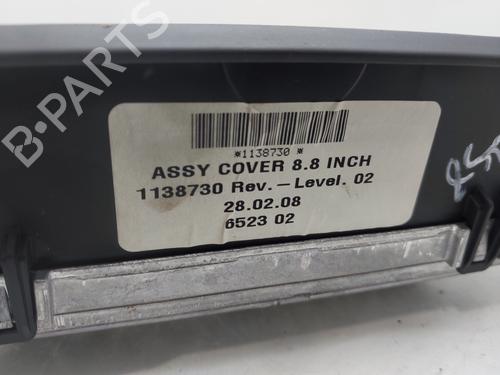 B-PARTS
*1138730 *
ASSY COVER 8.8 INCH
1138730 Rev.-Level. 02
28.02.08
6523 02